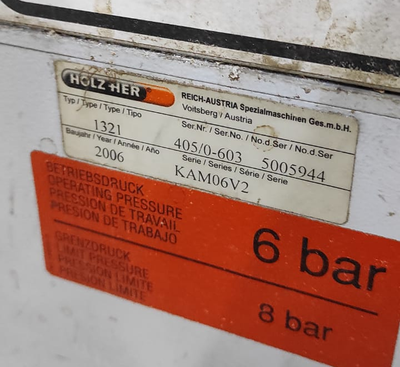 HOLZ-HER
REICH-AUSTRIA Spezialmaschinen Ges.m.b.H.
Voitsberg / Austria
Typ / Type / Type / Tipo
Ser.Nr / Ser.No. / No.d.Ser / No.d.Ser
1321
405/0-603 5005944
Baujahr / Year / Année / Año
Serie / Series / Série / Serie
2006
KAM06V2
BETRIEBSDRUCK
OPERATING PRESSURE
PRESSION DE TRAVAIL
PRESION DE TRABAJO
6 bar
GRENZDRUCK
LIMIT PRESSURE
PRESSION LIMITE
PRESION LIMITE
8 bar